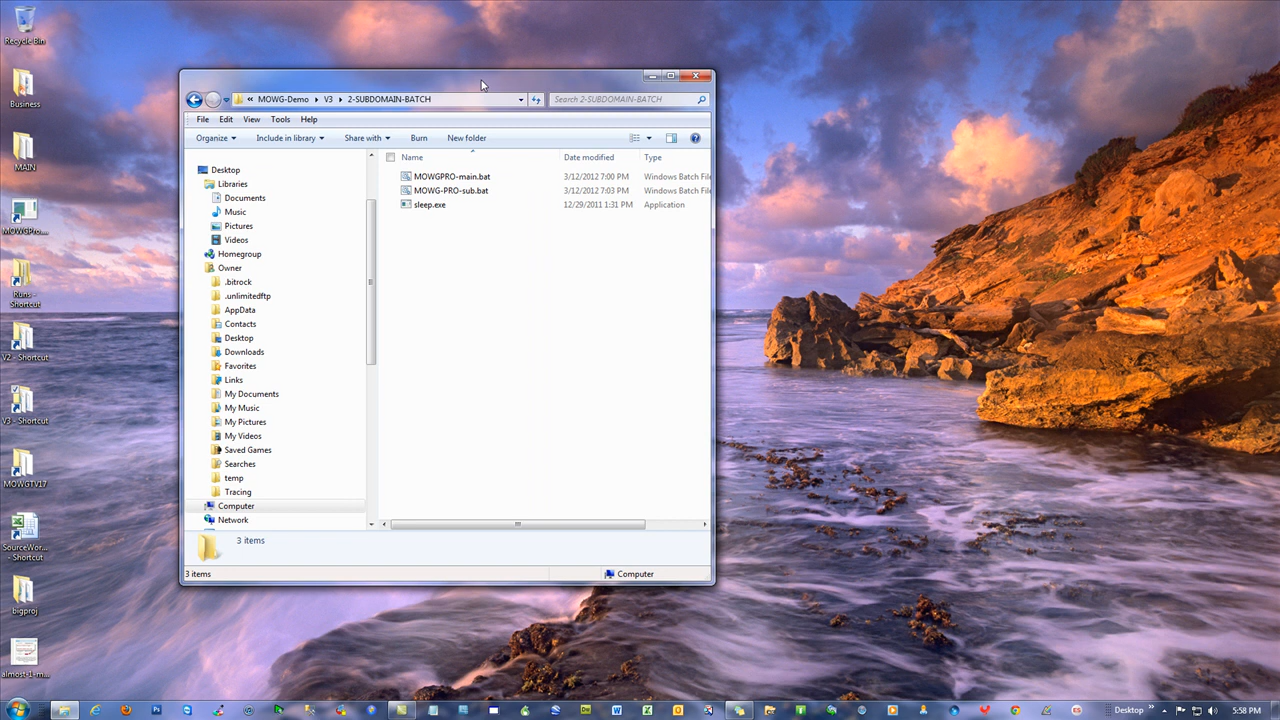 Recycle Bin
Business
MAIN
MOWGPro...
Runs -
Shortcut
V2 - Shortcut
V3 - Shortcut
MOWGTV17
SourceWor...
- Shortcut
bigproj
almost-1-m...
« MOWG-Demo V3 2-SUBDOMAIN-BATCH
Search 2-SUBDOMAIN-BATCH
File Edit View Tools Help
Organize Include in library Share with Burn New folder
Desktop
Libraries
Documents
Music
Pictures
Videos
Homegroup
Owner
.bitrock
.unlimitedftp
AppData
Contacts
Desktop
Downloads
Favorites
Links
My Documents
My Music
My Pictures
My Videos
Saved Games
Searches
temp
Tracing
Computer
Network
Name Date modified Type
MOWGPRO-main.bat 3/12/2012 7:00 PM Windows Batch File
MOWG-PRO-sub.bat 3/12/2012 7:03 PM Windows Batch File
sleep.exe 12/29/2011 1:31 PM Application
3 items
3 items Computer
Desktop » 5:58 PM